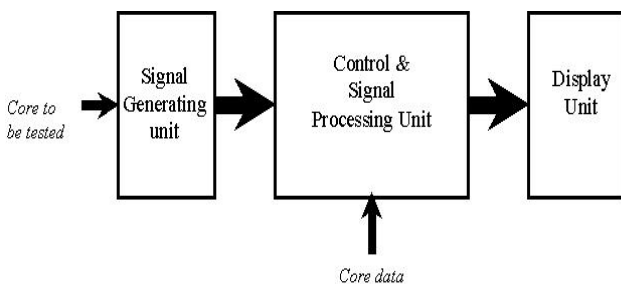 Core to
be tested
Signal
Generating
unit
Control &
Signal
Processing Unit
Display
Unit
Core data